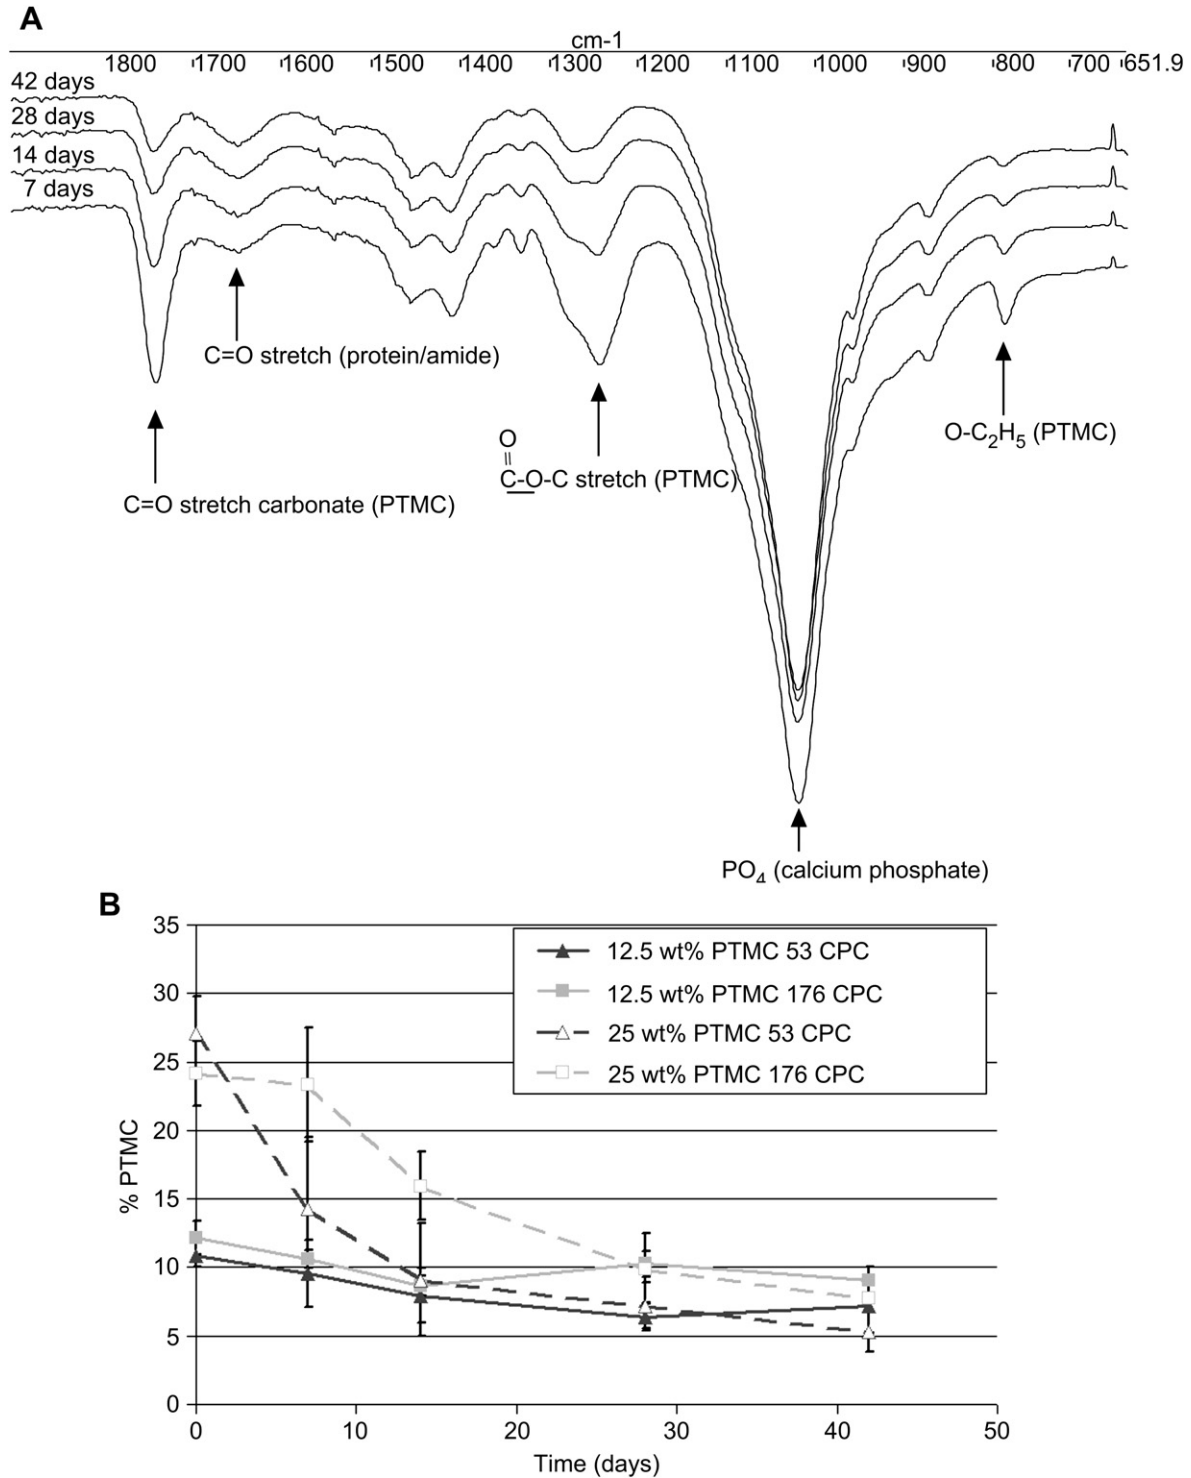 A
cm-1
1800 1700 1600 1500 1400 1300 1200 1100 1000 900 800 700 651.9
42 days
28 days
14 days
7 days
C=O stretch (protein/amide)
O-C2H5 (PTMC)
O
=
C-O-C stretch (PTMC)
C=O stretch carbonate (PTMC)
PO4 (calcium phosphate)
B
35
30
25
20
15
10
5
0
% PTMC
12.5 wt% PTMC 53 CPC
12.5 wt% PTMC 176 CPC
25 wt% PTMC 53 CPC
25 wt% PTMC 176 CPC
0 10 20 30 40 50
Time (days)